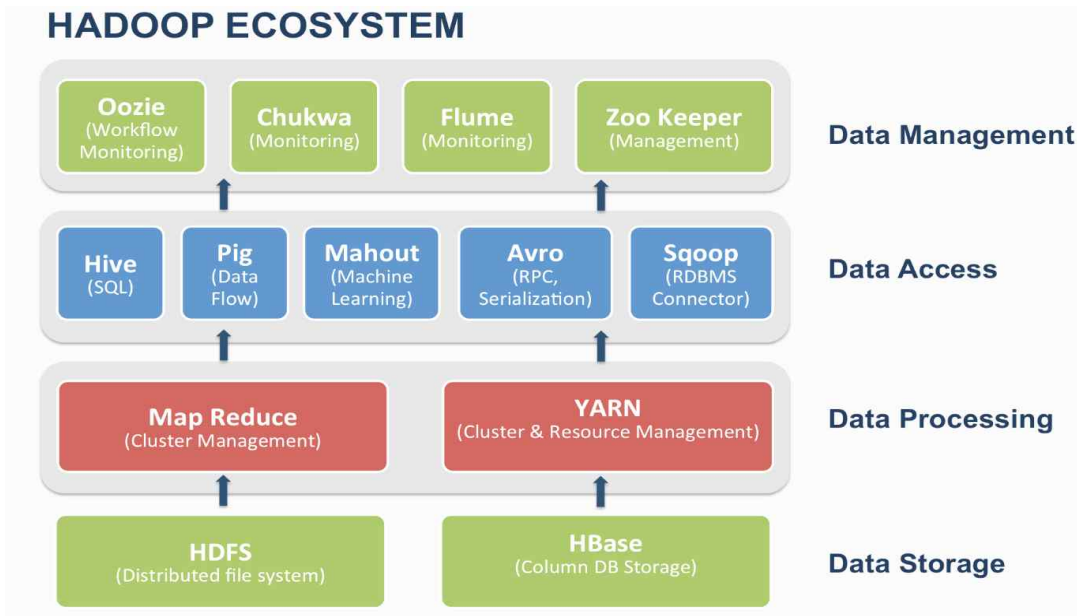 HADOOP ECOSYSTEM
Oozie
(Workflow
Monitoring)
Chukwa
(Monitoring)
Flume
(Monitoring)
Zoo Keeper
(Management)
Data Management
Hive
(SQL)
Pig
(Data
Flow)
Mahout
(Machine
Learning)
Avro
(RPC,
Serialization)
Sqoop
(RDBMS
Connector)
Data Access
Map Reduce
(Cluster Management)
YARN
(Cluster & Resource Management)
Data Processing
HDFS
(Distributed file system)
HBase
(Column DB Storage)
Data Storage